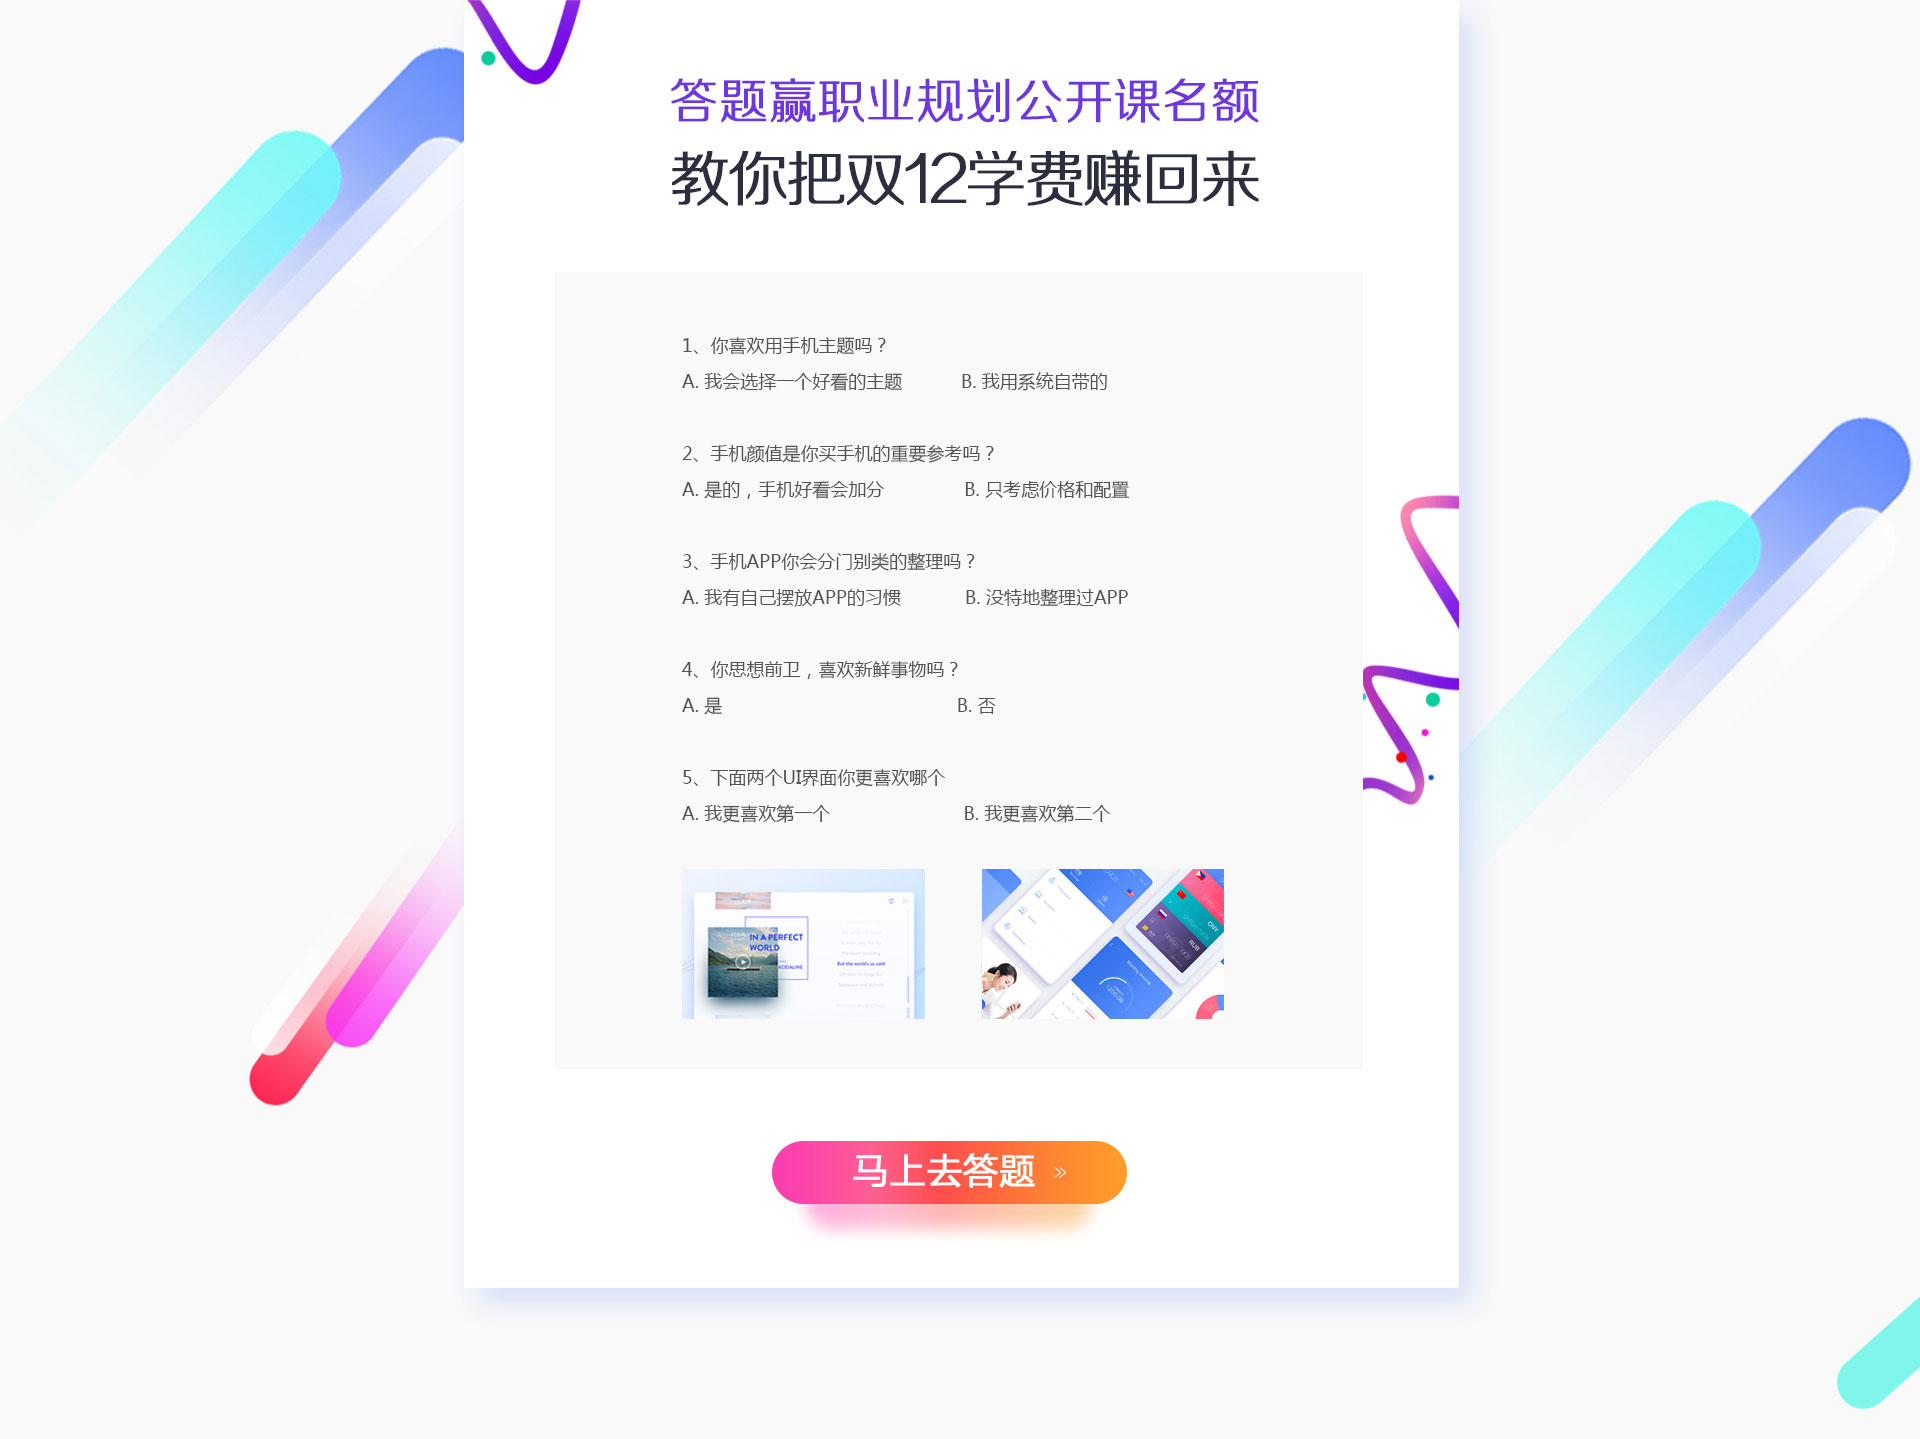 答题赢职业规划公开课名额
教你把双12学费赚回来
1、你喜欢用手机主题吗？
A. 我会选择一个好看的主题 B. 我用系统自带的
2、手机颜值是你买手机的重要参考吗？
A. 是的，手机好看会加分 B. 只考虑价格和配置
3、手机APP你会分门别类的整理吗？
A. 我有自己摆放APP的习惯 B. 没特地整理过APP
4、你思想前卫，喜欢新鲜事物吗？
A. 是 B. 否
5、下面两个UI界面你更喜欢哪个
A. 我更喜欢第一个 B. 我更喜欢第二个
IN A PERFECT
WORLD
KODALINE
But the world's so cold
CNY
RUB
马上去答题 »